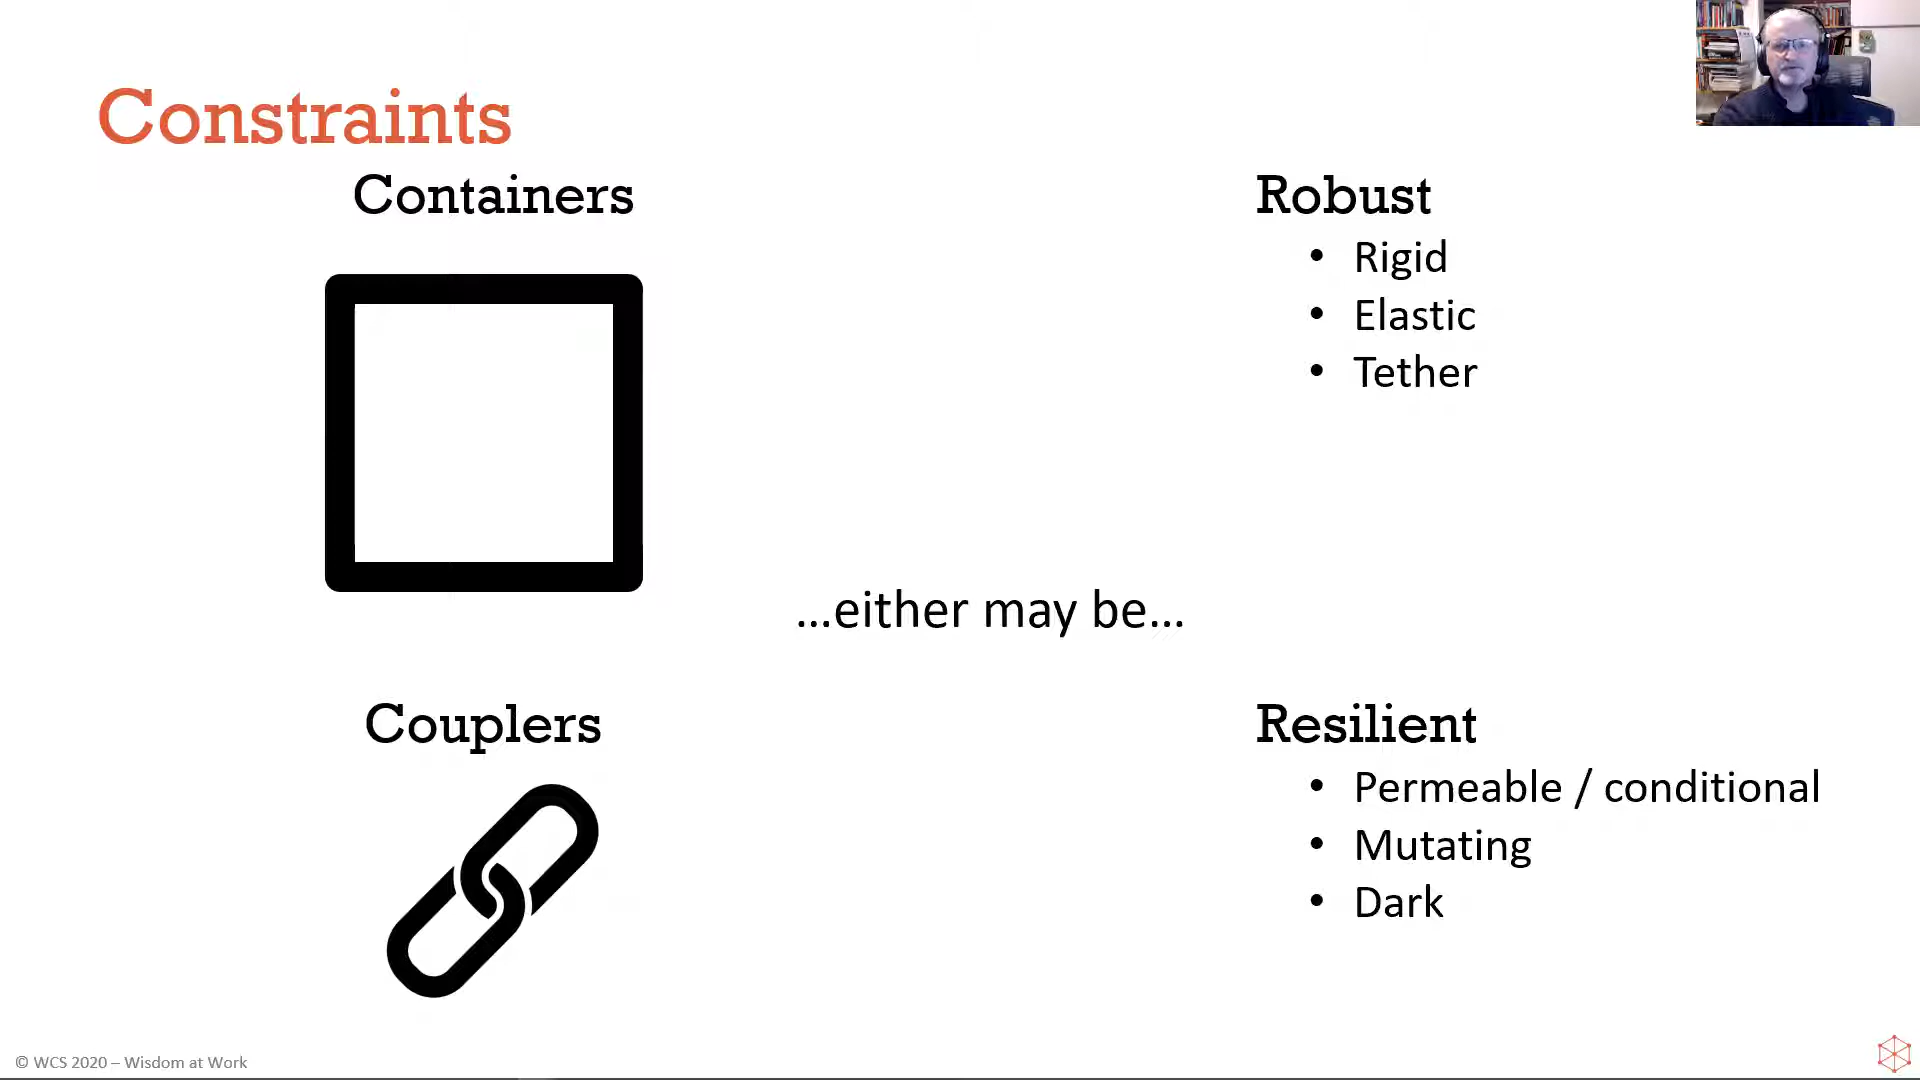 Constraints
Containers
Robust
• Rigid
• Elastic
• Tether
...either may be...
Couplers
Resilient
• Permeable / conditional
• Mutating
• Dark
© WCS 2020 – Wisdom at Work